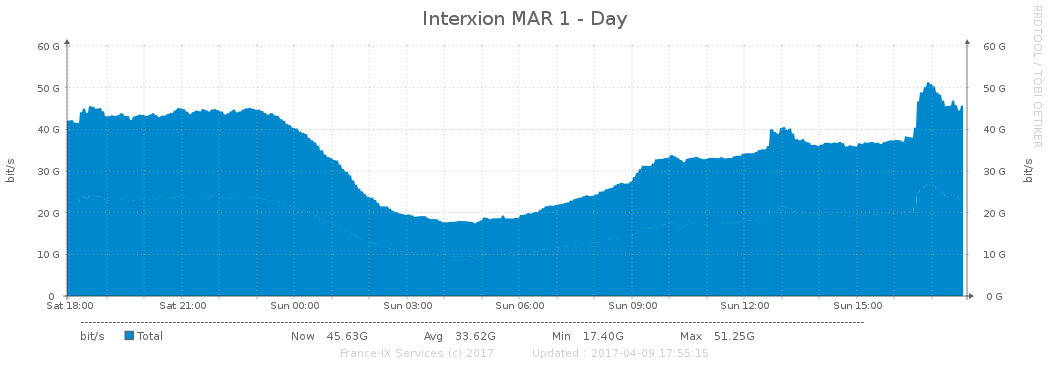 Interxion MAR 1 - Day
RRDTOOL / TOBI OETIKER
60 G 60 G
50 G 50 G
40 G 40 G
30 G 30 G
20 G 20 G
10 G 10 G
0 0 G
bit/s bit/s
Sat 18:00 Sat 21:00 Sun 00:00 Sun 03:00 Sun 06:00 Sun 09:00 Sun 12:00 Sun 15:00
bit/s Total Now 45.63G Avg 33.62G Min 17.40G Max 51.25G
France-IX Services (c) 2017 Updated : 2017-04-09 17:55:15